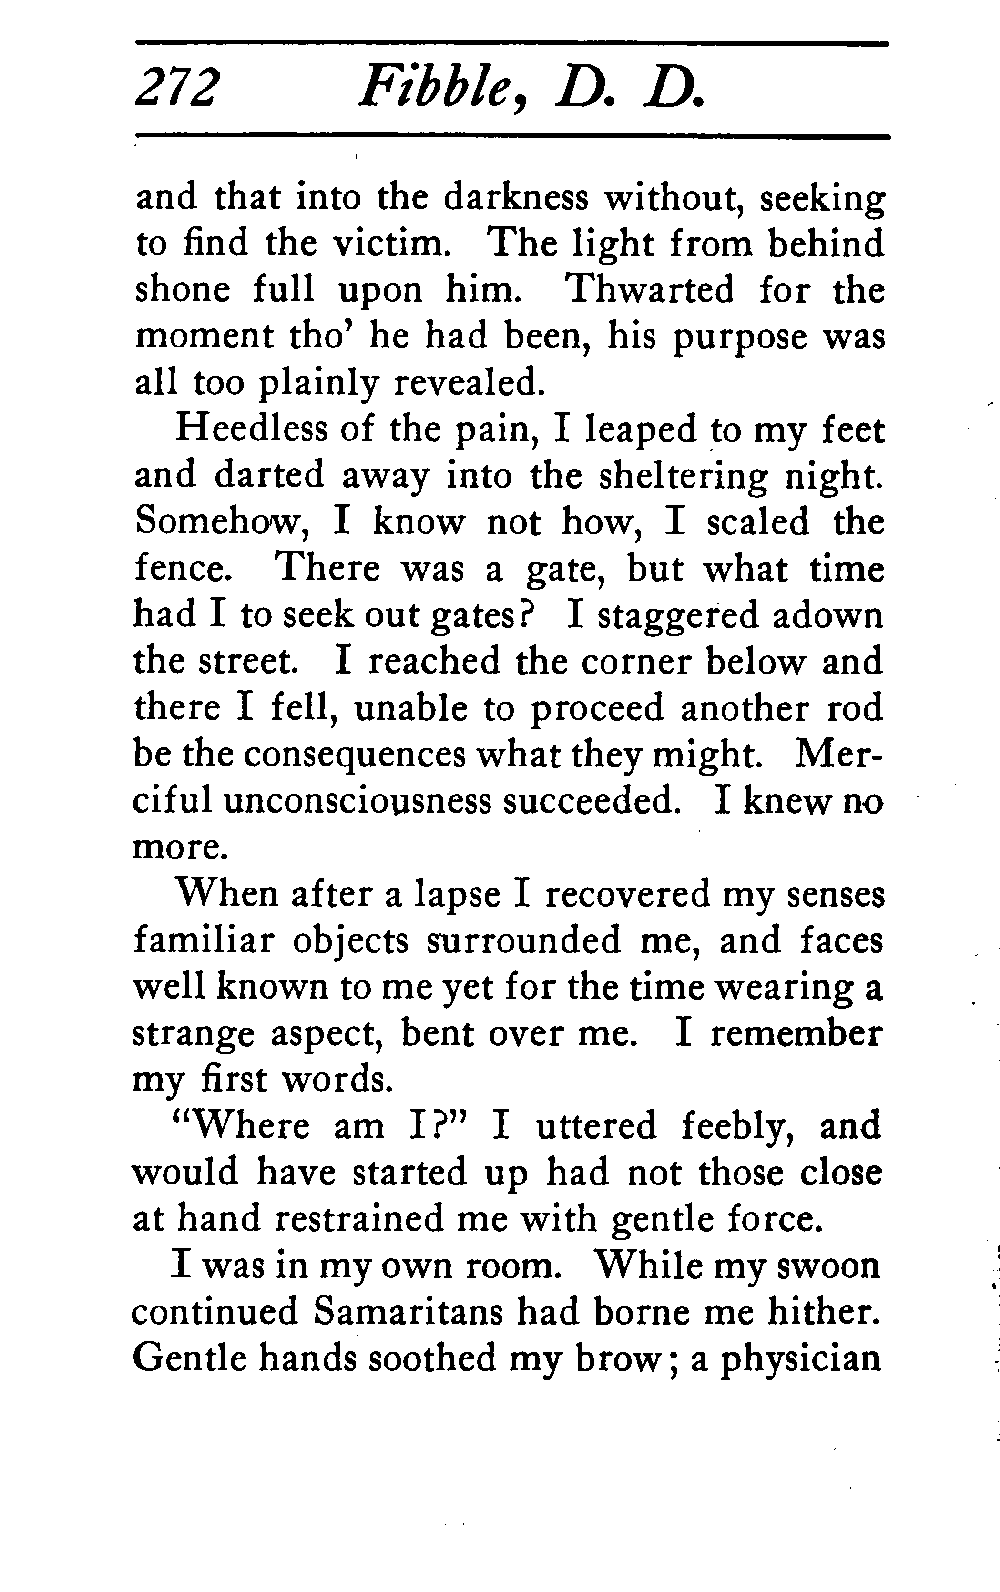 272 Fibble, D. D.
and that into the darkness without, seeking
to find the victim. The light from behind
shone full upon him. Thwarted for the
moment tho' he had been, his purpose was
all too plainly revealed.
Heedless of the pain, I leaped to my feet
and darted away into the sheltering night.
Somehow, I know not how, I scaled the
fence. There was a gate, but what time
had I to seek out gates? I staggered adown
the street. I reached the corner below and
there I fell, unable to proceed another rod
be the consequences what they might. Mer-
ciful unconsciousness succeeded. I knew no
more.
When after a lapse I recovered my senses
familiar objects surrounded me, and faces
well known to me yet for the time wearing a
strange aspect, bent over me. I remember
my first words.
“Where am I?” I uttered feebly, and
would have started up had not those close
at hand restrained me with gentle force.
I was in my own room. While my swoon
continued Samaritans had borne me hither.
Gentle hands soothed my brow; a physician